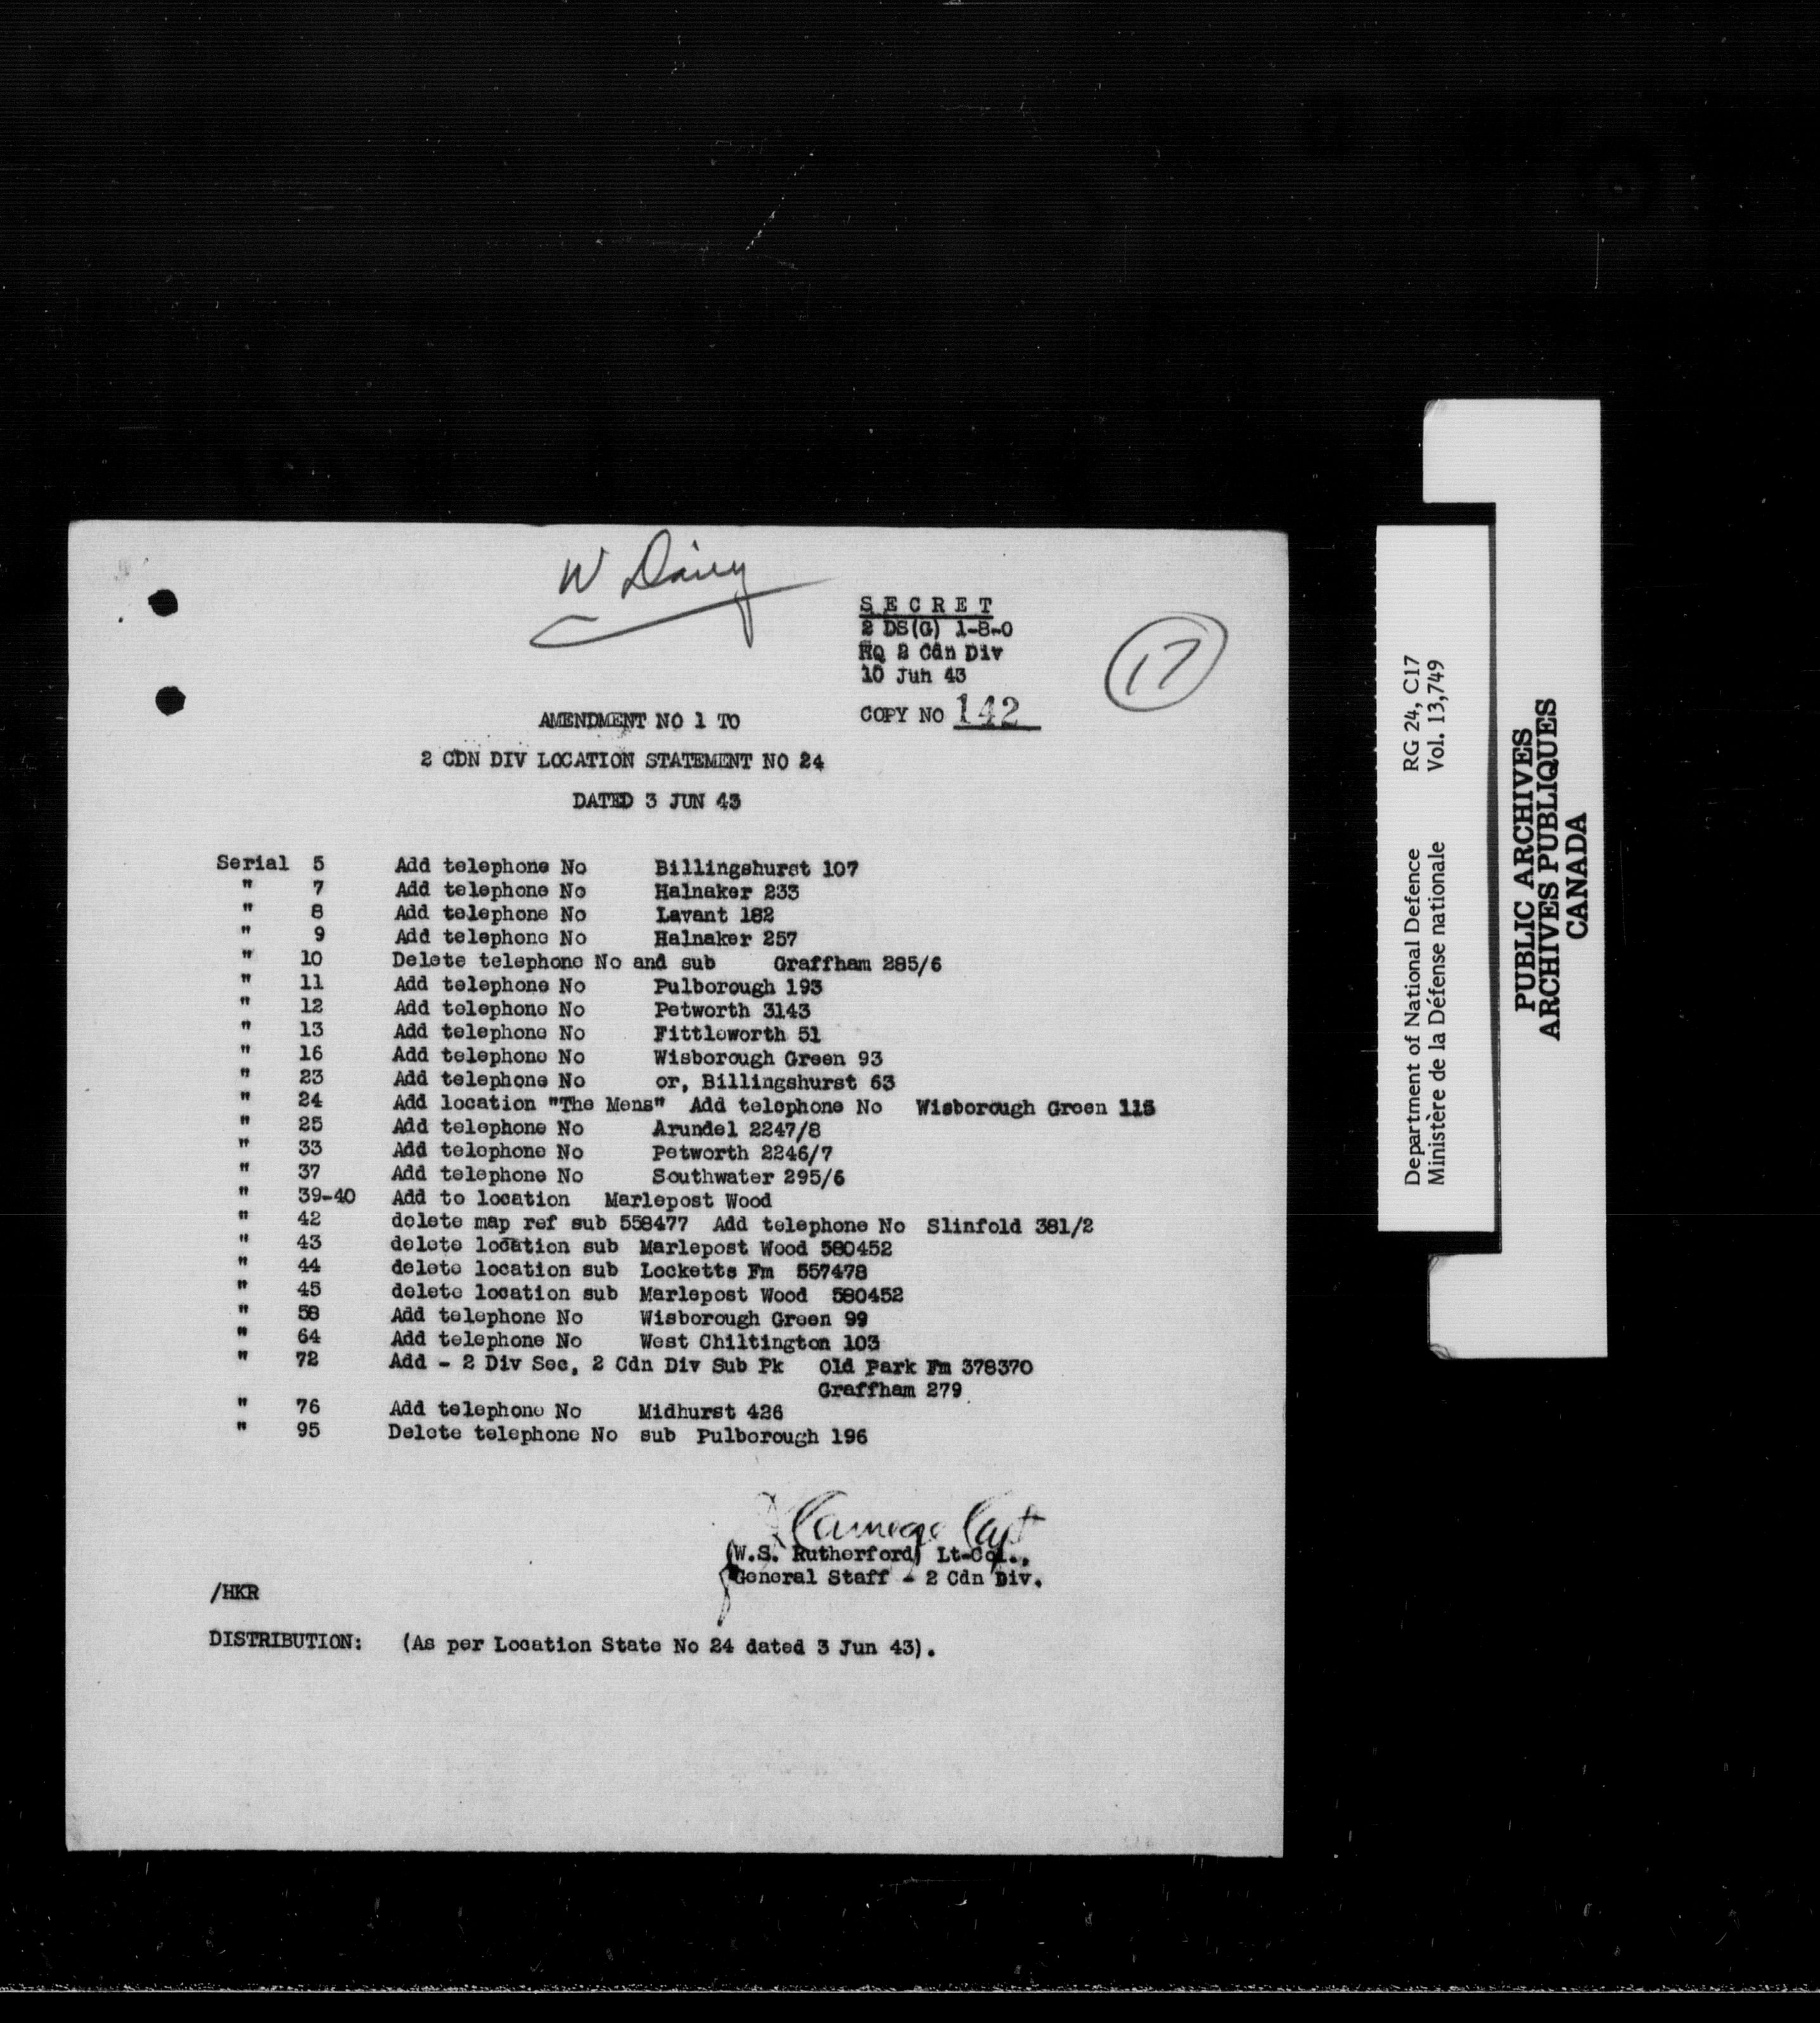 W Diary
SECRET
2 DS(G) 1-8-0
HQ 2 Cdn Div
10 Jun 43
17
COPY NO 142
AMENDMENT NO 1 TO
2 CDN DIV LOCATION STATEMENT NO 24
DATED 3 JUN 43
Serial 5 Add telephone No Billingshurst 107
" 7 Add telephone No Halnaker 233
" 8 Add telephone No Lavant 182
" 9 Add telephone No Halnaker 257
" 10 Delete telephone No and sub Graffham 285/6
" 11 Add telephone No Pulborough 193
" 12 Add telephone No Petworth 3143
" 13 Add telephone No Fittleworth 51
" 16 Add telephone No Wisborough Green 93
" 23 Add telephone No or, Billingshurst 63
" 24 Add location "The Mens" Add telephone No Wisborough Green 115
" 25 Add telephone No Arundel 2247/8
" 33 Add telephone No Petworth 2246/7
" 37 Add telephone No Southwater 295/6
" 39-40 Add to location Marlepost Wood
" 42 delete map ref sub 558477 Add telephone No Slinfold 381/2
" 43 delete location sub Marlepost Wood 580452
" 44 delete location sub Locketts Fm 557478
" 45 delete location sub Marlepost Wood 580452
" 58 Add telephone No Wisborough Green 99
" 64 Add telephone No West Chiltington 103
" 72 Add - 2 Div Sec, 2 Cdn Div Sub Pk Old Park Fm 378370
Graffham 279
" 76 Add telephone No Midhurst 426
" 95 Delete telephone No sub Pulborough 196
Capt
(W.S. Rutherford) Lt-Col.,
General Staff - 2 Cdn Div.
/HKR
DISTRIBUTION: (As per Location State No 24 dated 3 Jun 43).
Department of National Defence RG 24, C17
Ministère de la Défense nationale Vol. 13,749
PUBLIC ARCHIVES
ARCHIVES PUBLIQUES
CANADA